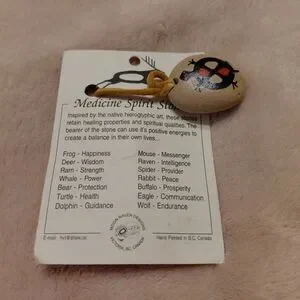 Medicine Spirit
Inspired by the native hieroglyphic art, these stones
retain healing properties and spiritual qualities. The
bearer of the stone can use it's positive energies to
create a balance in their own lives...
Frog - Happiness
Deer - Wisdom
Ram - Strength
Whale - Power
Bear - Protection
Turtle - Health
Dolphin - Guidance
Mouse - Messenger
Raven - Intelligence
Spider - Provider
Rabbit - Peace
Buffalo - Prosperity
Eagle - Communication
Wolf - Endurance
VICTORIA, B.C. CANADA
E-mail:
Hand Painted in B.C. Canada